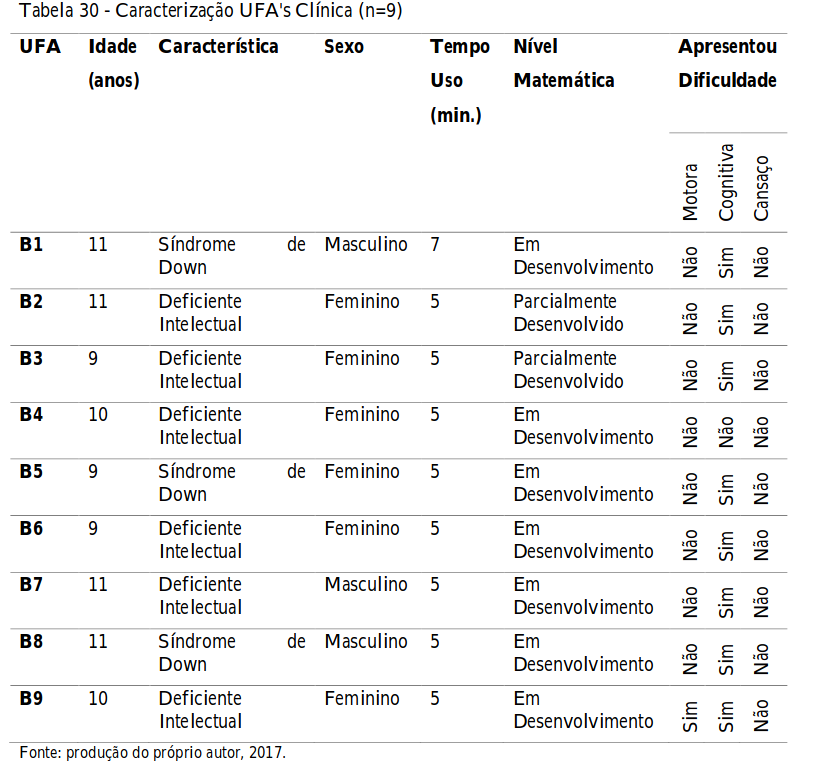 Tabela 30 - Caracterização UFA's Clínica (n=9)
UFA Idade Característica Sexo Tempo Nível Apresentou
(anos) Uso Matemática Dificuldade
(min.)
Motora Cognitiva Cansaço
B1 11 Síndrome de Masculino 7 Em Não Sim Não
Down Desenvolvimento
B2 11 Deficiente Feminino 5 Parcialmente Não Sim Não
Intelectual Desenvolvido
B3 9 Deficiente Feminino 5 Parcialmente Não Sim Não
Intelectual Desenvolvido
B4 10 Deficiente Feminino 5 Em Não Não Não
Intelectual Desenvolvimento
B5 9 Síndrome de Feminino 5 Em Não Sim Não
Down Desenvolvimento
B6 9 Deficiente Feminino 5 Em Não Sim Não
Intelectual Desenvolvimento
B7 11 Deficiente Masculino 5 Em Não Sim Não
Intelectual Desenvolvimento
B8 11 Síndrome de Masculino 5 Em Não Sim Não
Down Desenvolvimento
B9 10 Deficiente Feminino 5 Em Sim Sim Não
Intelectual Desenvolvimento
Fonte: produção do próprio autor, 2017.